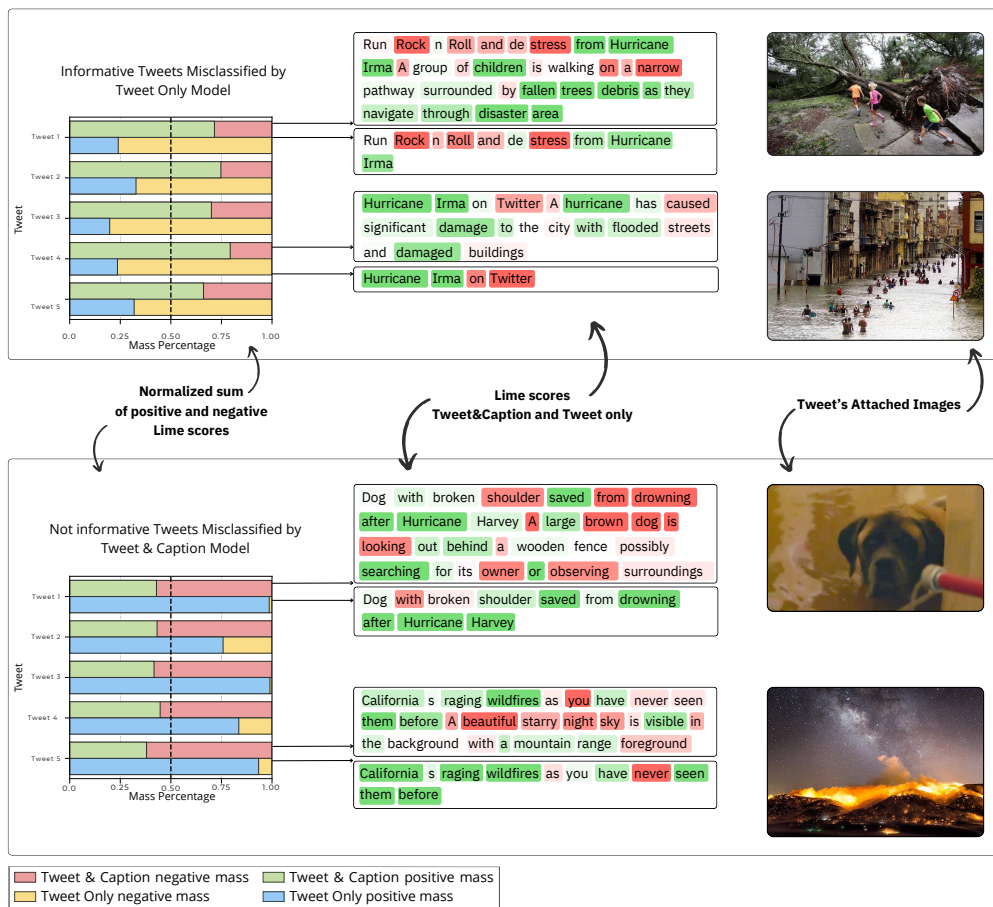 Informative Tweets Misclassified by
Tweet Only Model
Tweet 1
Tweet 2
Tweet 3
Tweet 4
Tweet 5
Tweet
0.0
0.25
0.50
0.75
1.00
Mass Percentage
Run Rock n Roll and de stress from Hurricane
Irma A group of children is walking on a narrow
pathway surrounded by fallen trees debris as they
navigate through disaster area
Run Rock n Roll and de stress from Hurricane
Irma
Hurricane Irma on Twitter A hurricane has caused
significant damage to the city with flooded streets
and damaged buildings
Hurricane Irma on Twitter
Normalized sum
of positive and negative
Lime scores
Lime scores
Tweet&Caption and Tweet only
Tweet's Attached Images
Not informative Tweets Misclassified by
Tweet & Caption Model
Tweet 1
Tweet 2
Tweet 3
Tweet 4
Tweet 5
Tweet
0.0
0.25
0.50
0.75
1.00
Mass Percentage
Dog with broken shoulder saved from drowning
after Hurricane Harvey A large brown dog is
looking out behind a wooden fence possibly
searching for its owner or observing surroundings
Dog with broken shoulder saved from drowning
after Hurricane Harvey
California s raging wildfires as you have never seen
them before A beautiful starry night sky is visible in
the background with a mountain range foreground
California s raging wildfires as you have never seen
them before
Tweet & Caption negative mass
Tweet & Caption positive mass
Tweet Only negative mass
Tweet Only positive mass